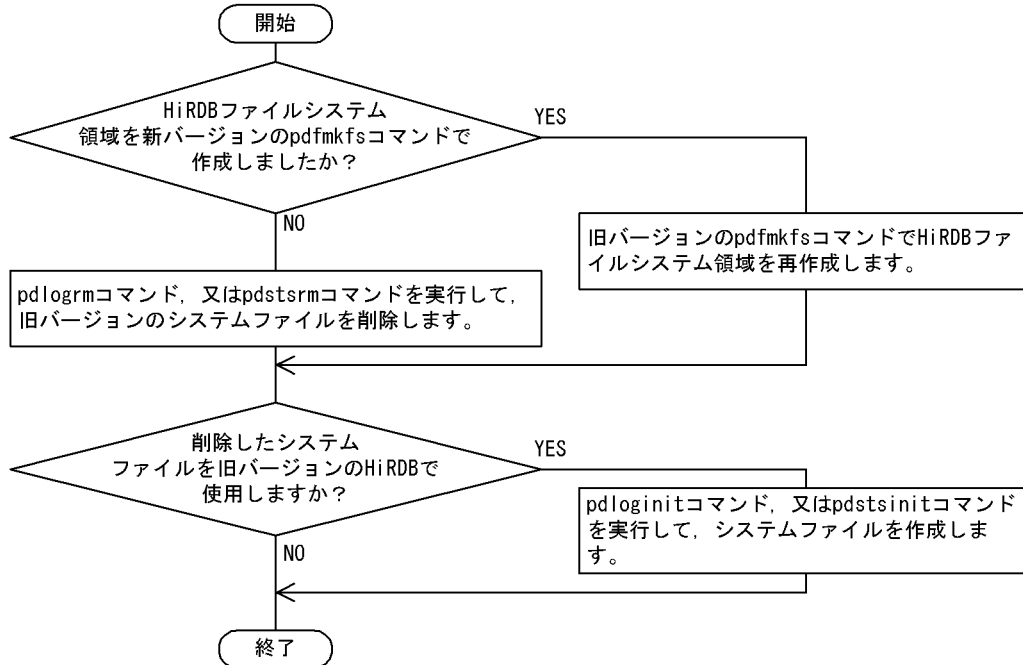 開始
HiRDBファイルシステム
領域を新バージョンのpdfmkfsコマンドで
作成しましたか？
YES
NO
旧バージョンのpdfmkfsコマンドでHiRDBファ
イルシステム領域を再作成します。
pdlogrmコマンド，又はpdstsrmコマンドを実行して，
旧バージョンのシステムファイルを削除します。
削除したシステム
ファイルを旧バージョンのHiRDBで
使用しますか？
YES
NO
pdloginitコマンド，又はpdstsinitコマンド
を実行して，システムファイルを作成しま
す。
終了